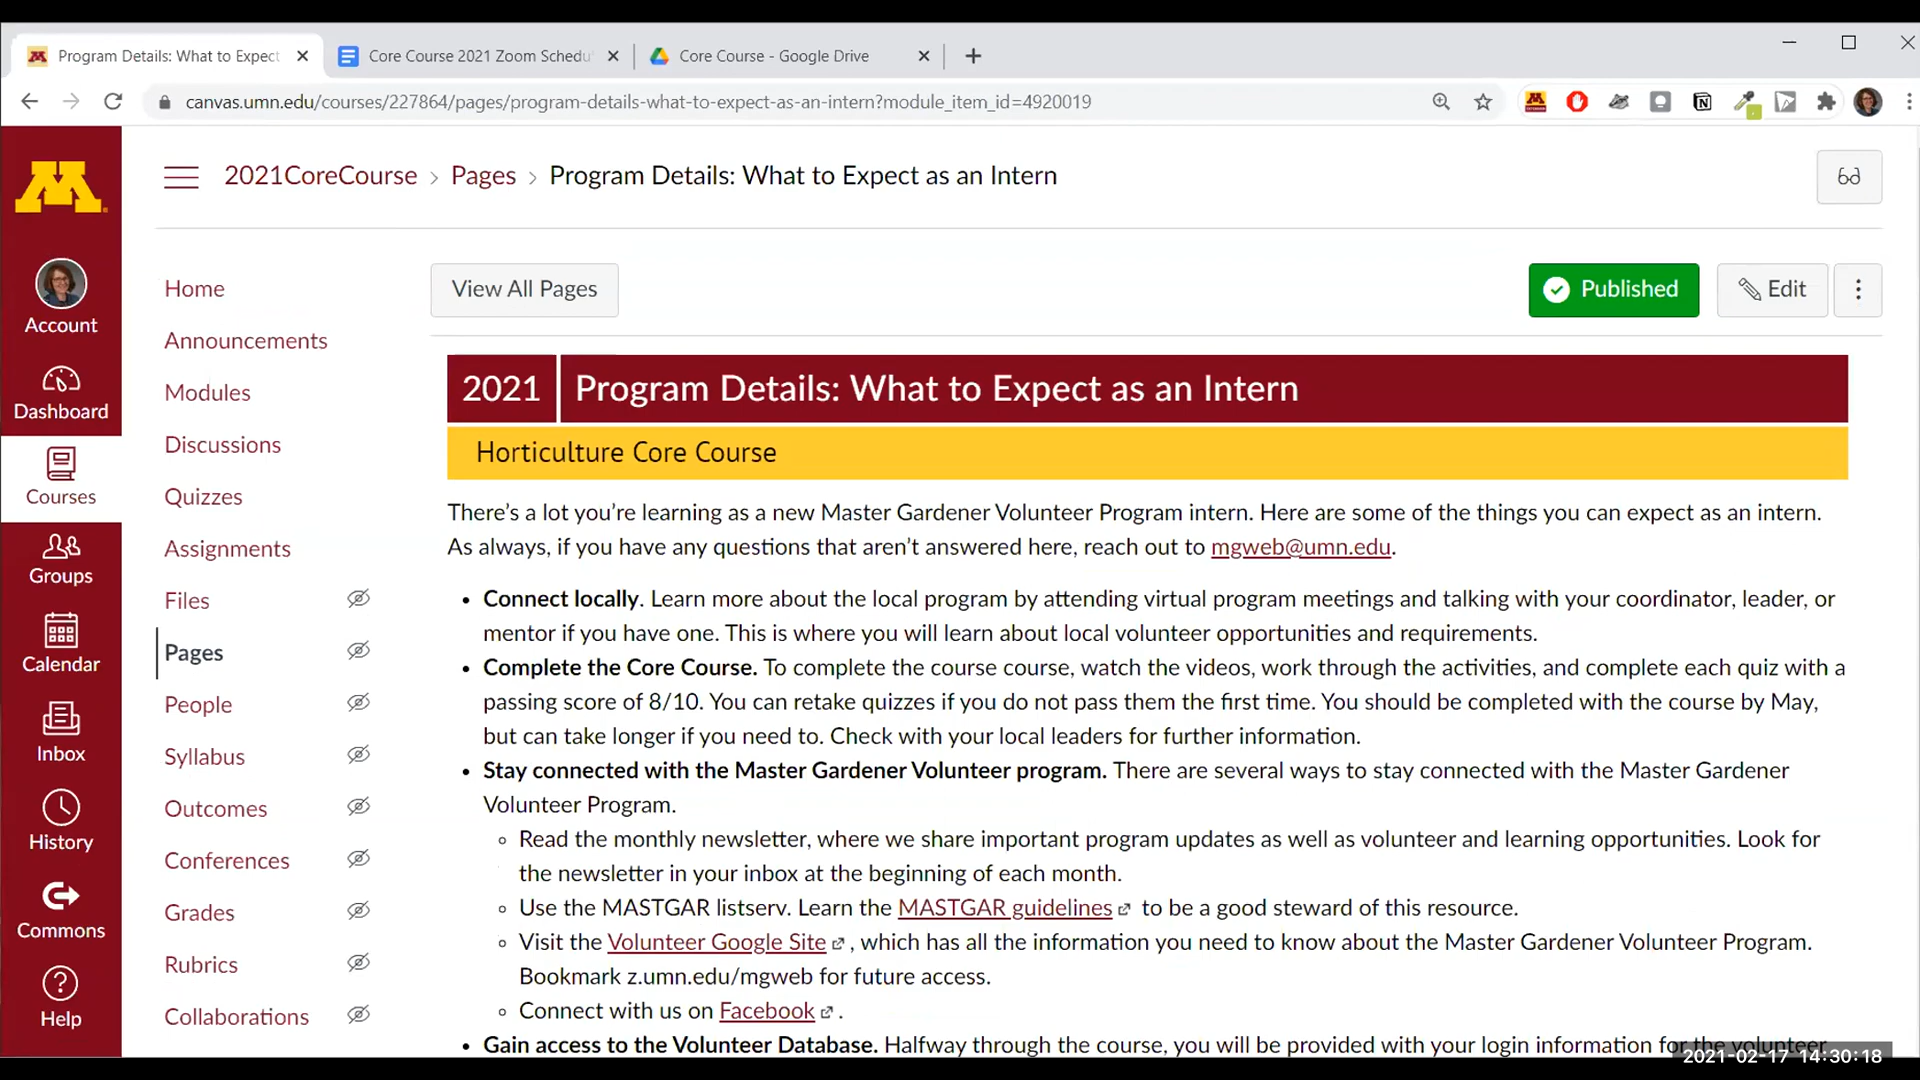 Program Details: What to Expect
Core Course 2021 Zoom Schedu
Core Course - Google Drive
canvas.umn.edu/courses/227864/pages/program-details-what-to-expect-as-an-intern?module_item_id=4920019
2021CoreCourse > Pages > Program Details: What to Expect as an Intern
Account
Dashboard
Courses
Groups
Calendar
Inbox
History
Commons
Help
Home
Announcements
Modules
Discussions
Quizzes
Assignments
Files
Pages
People
Syllabus
Outcomes
Conferences
Grades
Rubrics
Collaborations
View All Pages
Published
Edit
2021 Program Details: What to Expect as an Intern
Horticulture Core Course
There's a lot you're learning as a new Master Gardener Volunteer Program intern. Here are some of the things you can expect as an intern.
As always, if you have any questions that aren't answered here, reach out to mgweb@umn.edu.
• Connect locally. Learn more about the local program by attending virtual program meetings and talking with your coordinator, leader, or
mentor if you have one. This is where you will learn about local volunteer opportunities and requirements.
• Complete the Core Course. To complete the course course, watch the videos, work through the activities, and complete each quiz with a
passing score of 8/10. You can retake quizzes if you do not pass them the first time. You should be completed with the course by May,
but can take longer if you need to. Check with your local leaders for further information.
• Stay connected with the Master Gardener Volunteer program. There are several ways to stay connected with the Master Gardener
Volunteer Program.
◦ Read the monthly newsletter, where we share important program updates as well as volunteer and learning opportunities. Look for
the newsletter in your inbox at the beginning of each month.
◦ Use the MASTGAR listserv. Learn the MASTGAR guidelines to be a good steward of this resource.
◦ Visit the Volunteer Google Site , which has all the information you need to know about the Master Gardener Volunteer Program.
Bookmark z.umn.edu/mgweb for future access.
◦ Connect with us on Facebook .
• Gain access to the Volunteer Database. Halfway through the course, you will be provided with your login information for the volunteer
2021-02-17 14:30:18